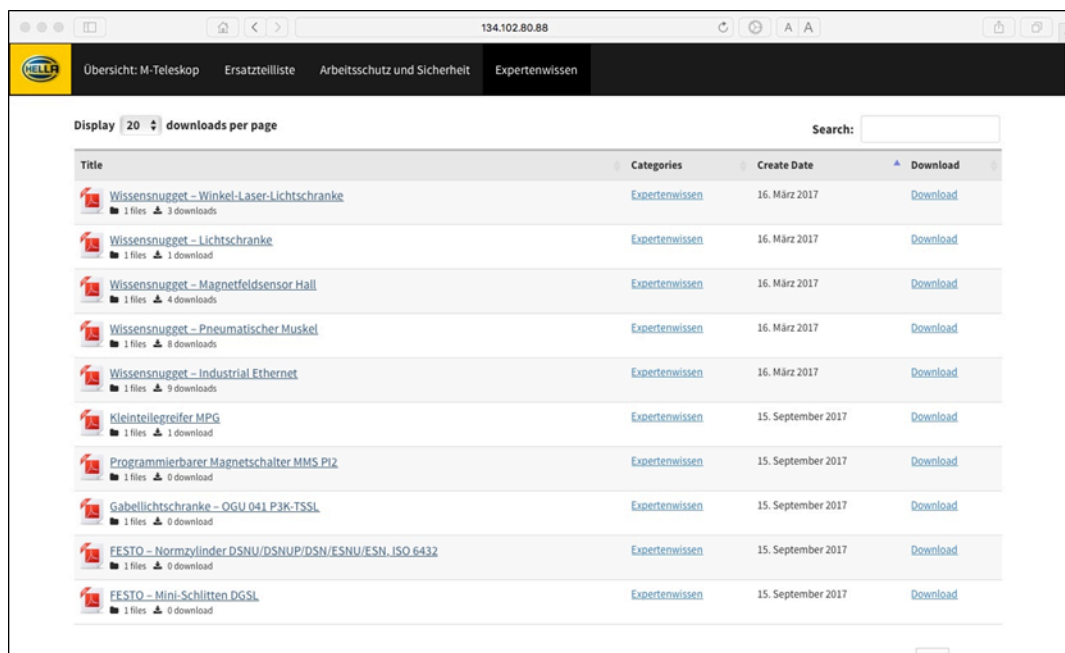 134.102.80.88
A A
HELLA
Übersicht: M-Teleskop Ersatzteilliste Arbeitsschutz und Sicherheit Expertenwissen
Display 20 downloads per page Search:
Title Categories Create Date Download
Wissensnugget – Winkel-Laser-Lichtschranke Expertenwissen 16. März 2017 Download
1 files 3 downloads
Wissensnugget – Lichtschranke Expertenwissen 16. März 2017 Download
1 files 1 download
Wissensnugget – Magnetfeldsensor Hall Expertenwissen 16. März 2017 Download
1 files 4 downloads
Wissensnugget – Pneumatischer Muskel Expertenwissen 16. März 2017 Download
1 files 8 downloads
Wissensnugget – Industrial Ethernet Expertenwissen 16. März 2017 Download
1 files 9 downloads
Kleinteilegreifer MPG Expertenwissen 15. September 2017 Download
1 files 1 download
Programmierbarer Magnetschalter MMS PI2 Expertenwissen 15. September 2017 Download
1 files 0 download
Gabellichtschranke – OGU 041 P3K-TSSL Expertenwissen 15. September 2017 Download
1 files 0 download
FESTO – Normzylinder DSNU/DSNUP/DSN/ESNU/ESN, ISO 6432 Expertenwissen 15. September 2017 Download
1 files 0 download
FESTO – Mini-Schlitten DGSL Expertenwissen 15. September 2017 Download
1 files 0 download